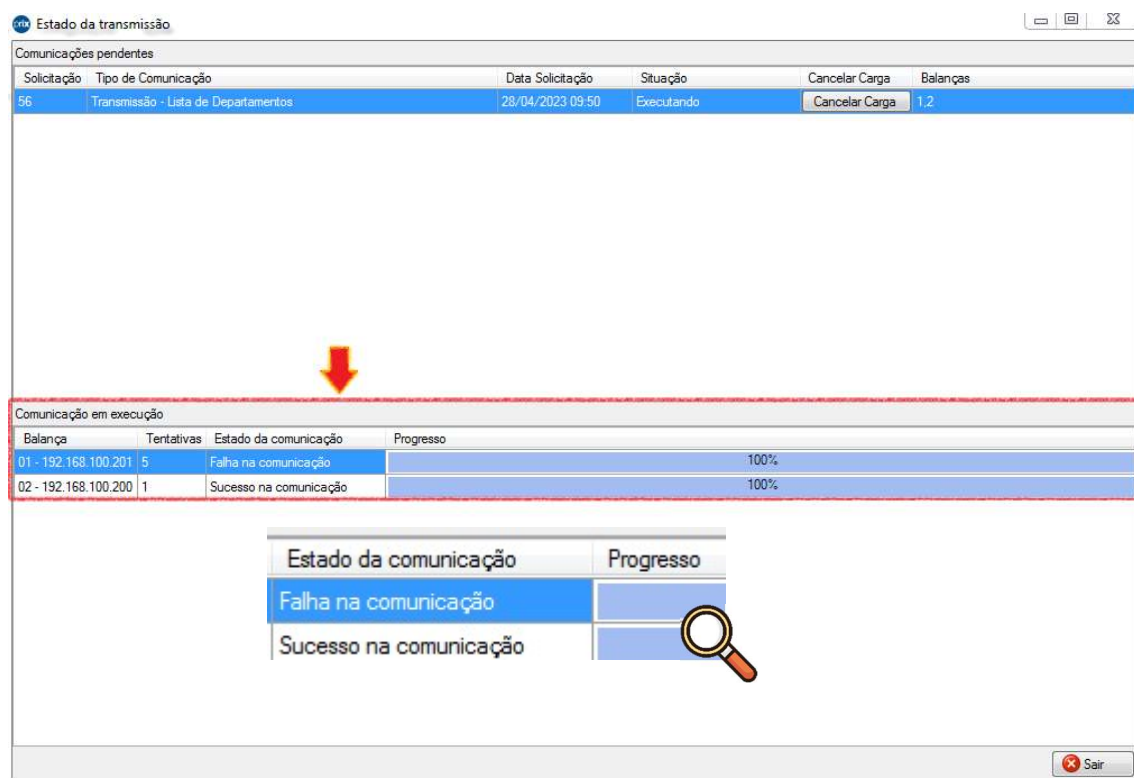 prix Estado da transmissão
Comunicações pendentes
Solicitação Tipo de Comunicação Data Solicitação Situação Cancelar Carga Balanças
56 Transmissão - Lista de Departamentos 28/04/2023 09:50 Executando Cancelar Carga 1,2
Comunicação em execução
Balança Tentativas Estado da comunicação Progresso
01 - 192.168.100.201 5 Falha na comunicação 100%
02 - 192.168.100.200 1 Sucesso na comunicação 100%
Estado da comunicação Progresso
Falha na comunicação
Sucesso na comunicação
Sair